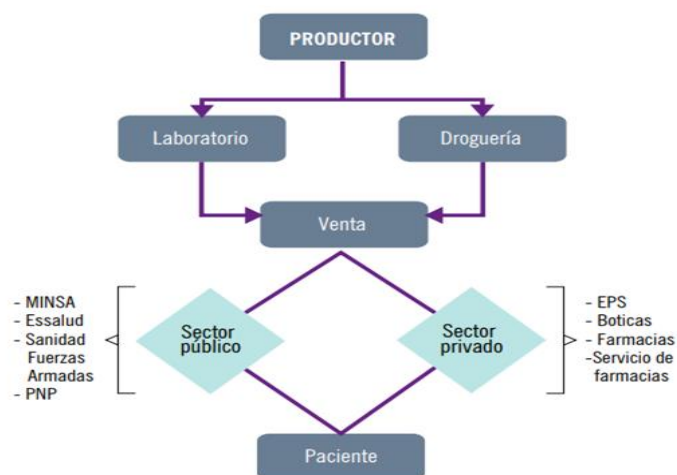 PRODUCTOR
Laboratorio
Droguería
Venta
- MINSA
- Essalud
- Sanidad
Fuerzas
Armadas
- PNP
Sector
público
Sector
privado
- EPS
- Boticas
- Farmacias
-Servicio de
farmacias
Paciente